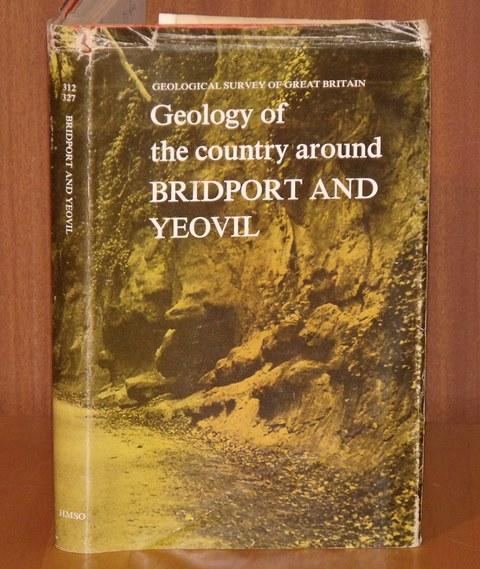 312
327
BRIDPORT AND YEOVIL
HMSO
GEOLOGICAL SURVEY OF GREAT BRITAIN
Geology of
the country around
BRIDPORT AND
YEOVIL